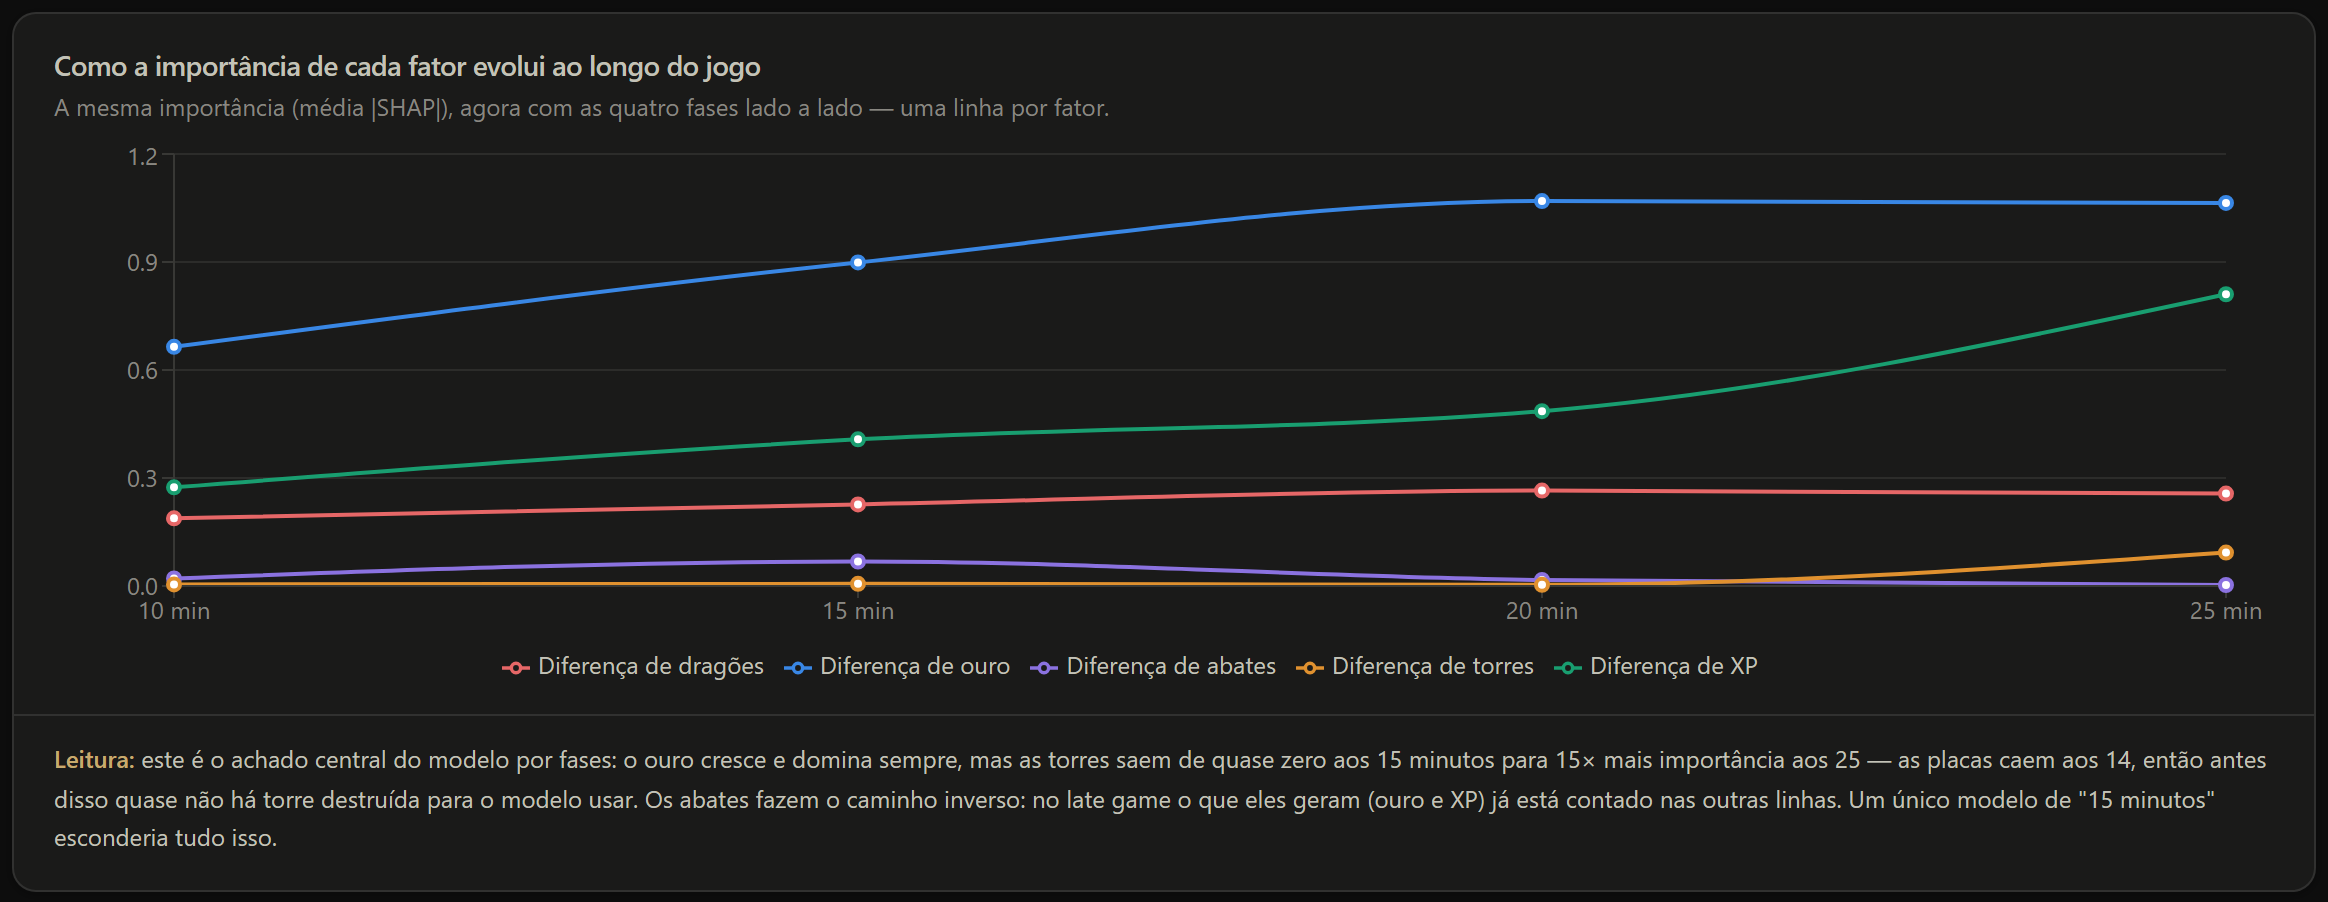 Como a importância de cada fator evolui ao longo do jogo
A mesma importância (média |SHAP|), agora com as quatro fases lado a lado — uma linha por fator.
1.2
0.9
0.6
0.3
0.0
10 min
15 min
20 min
25 min
Diferença de dragões
Diferença de ouro
Diferença de abates
Diferença de torres
Diferença de XP
Leitura: este é o achado central do modelo por fases: o ouro cresce e domina sempre, mas as torres saem de quase zero aos 15 minutos para 15× mais importância aos 25 — as placas caem aos 14, então antes
disso quase não há torre destruída para o modelo usar. Os abates fazem o caminho inverso: no late game o que eles geram (ouro e XP) já está contado nas outras linhas. Um único modelo de "15 minutos"
esconderia tudo isso.